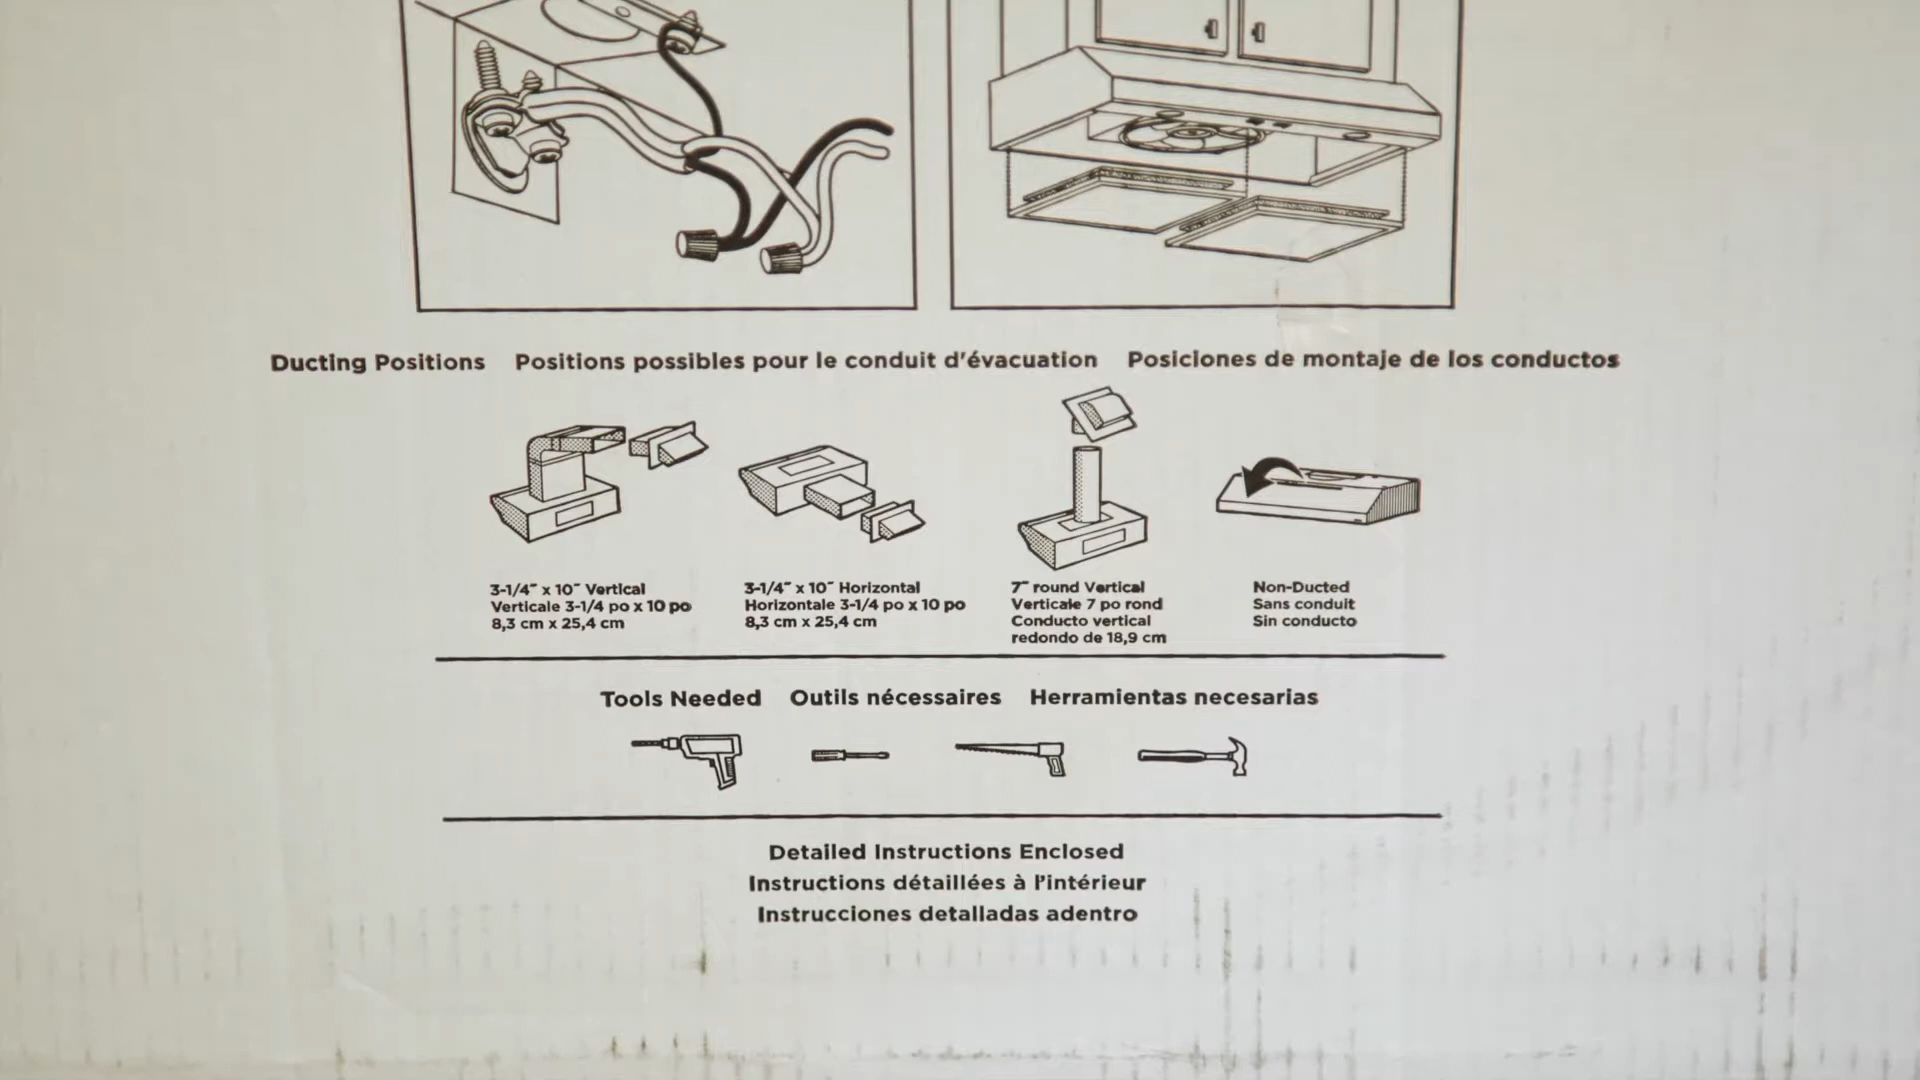 Ducting Positions Positions possibles pour le conduit d'évacuation Posiciones de montaje de los conductos
3-1/4" x 10" Vertical
Verticale 3-1/4 po x 10 po
8,3 cm x 25,4 cm
3-1/4" x 10" Horizontal
Horizontale 3-1/4 po x 10 po
8,3 cm x 25,4 cm
7" round Vertical
Verticale 7 po rond
Conducto vertical
redondo de 18,9 cm
Non-Ducted
Sans conduit
Sin conducto
Tools Needed Outils nécessaires Herramientas necesarias
Detailed Instructions Enclosed
Instructions détaillées à l'intérieur
Instrucciones detalladas adentro